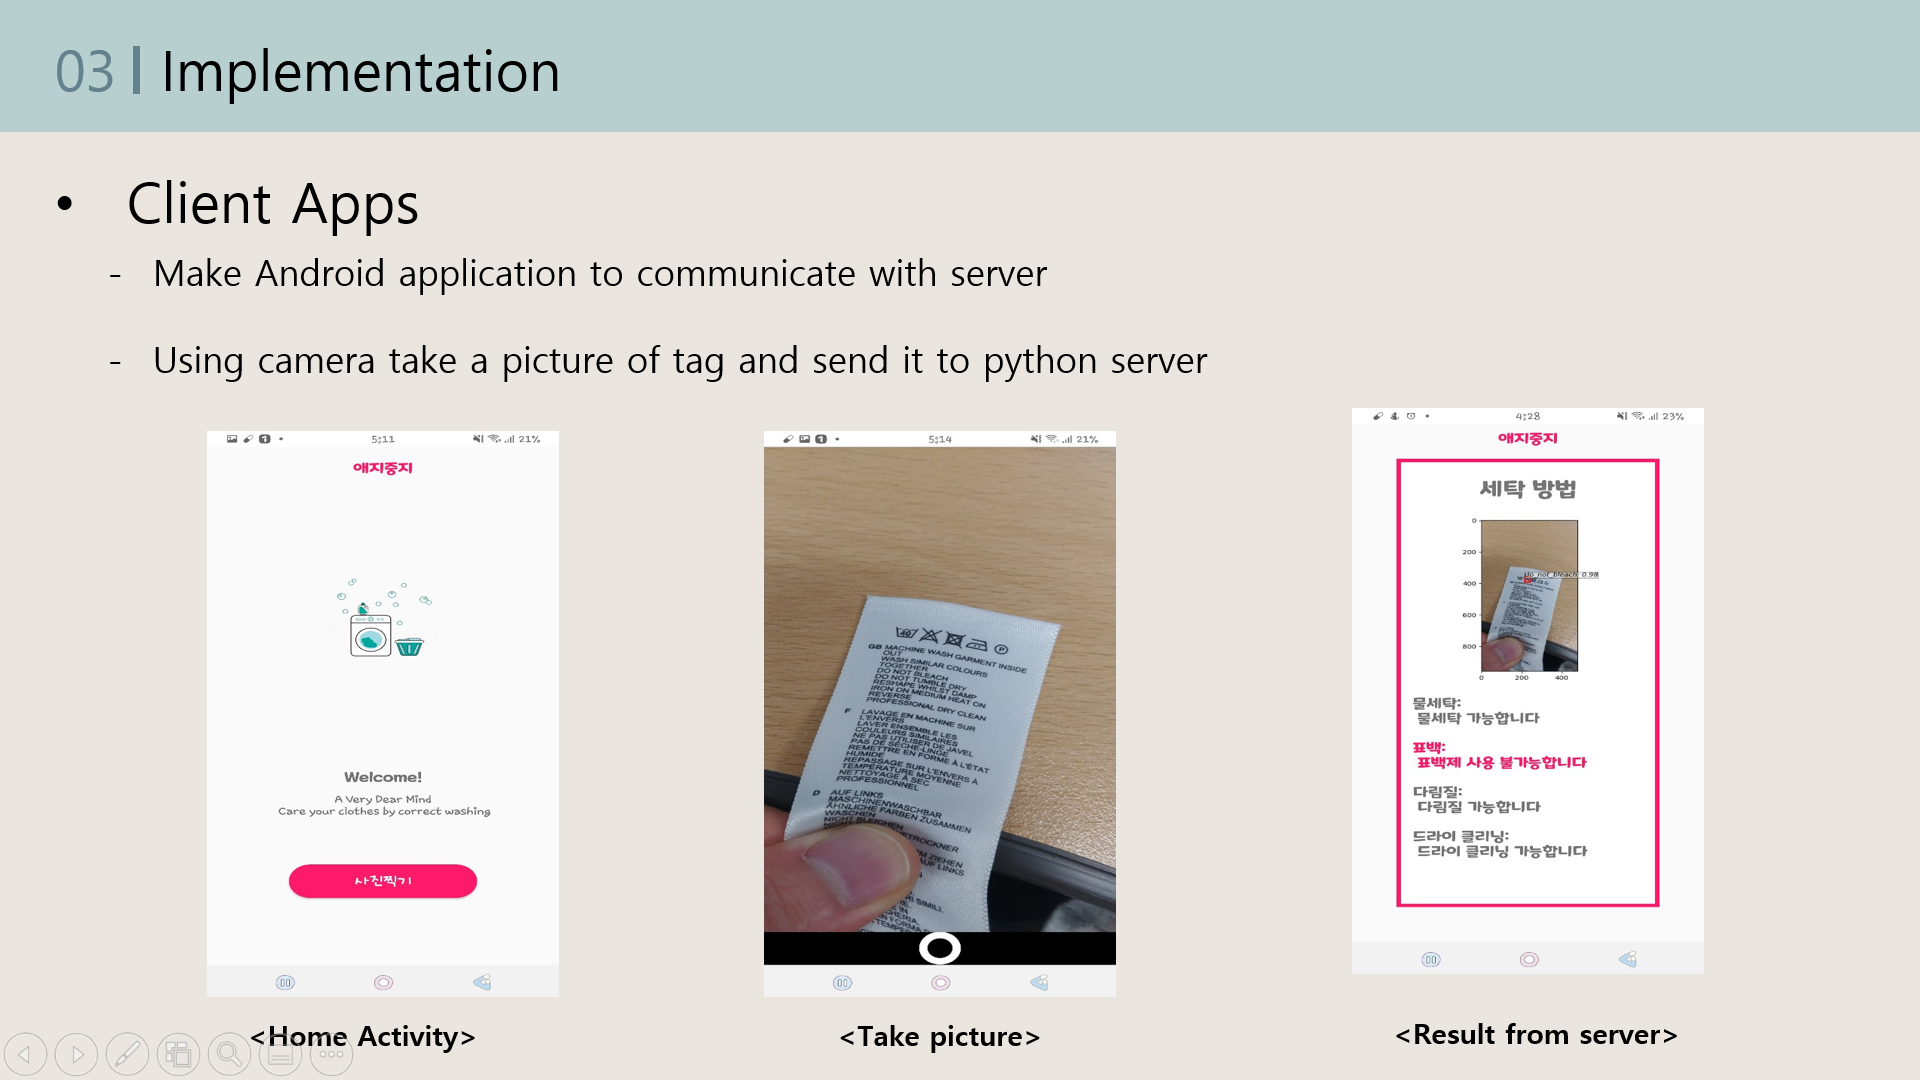 03 Implementation
• Client Apps
- Make Android application to communicate with server
- Using camera take a picture of tag and send it to python server
5:11
21%
애지중지
Welcome!
A Very Dear Mind
Care your clothes by correct washing
사진찍기
<Home Activity>
5:14
21%
40
P
GB MACHINE WASH GARMENT INSIDE
OUT
WASH SIMILAR COLOURS
TOGETHER
DO NOT BLEACH
DO NOT TUMBLE DRY
RESHAPE WHILST DAMP
IRON ON MEDIUM HEAT ON
REVERSE
PROFESSIONAL DRY CLEAN
F LAVAGE EN MACHINE SUR
L'ENVERS
LAVER ENSEMBLE LES
COULEURS SIMILAIRES
NE PAS UTILISER DE JAVEL
PAS DE SÈCHE-LINGE
REMETTRE EN FORME À L'ÉTAT
HUMIDE
REPASSAGE SUR L'ENVERS À
TEMPÉRATURE MOYENNE
NETTOYAGE À SEC
PROFESSIONNEL
D AUF LINKS
MASCHINENWASCHBAR
ÄHNLICHE FARBEN ZUSAMMEN
WASCHEN
NICHT BLEICHEN
ZIEHEN
AUF LINKS
SIMILI.
<Take picture>
4:28
23%
애지중지
세탁 방법
0
200
400
600
800
0 200 400
do_not_bleach: 0.98
물세탁:
물세탁 가능합니다
표백:
표백제 사용 불가능합니다
다림질:
다림질 가능합니다
드라이 클리닝:
드라이 클리닝 가능합니다
<Result from server>